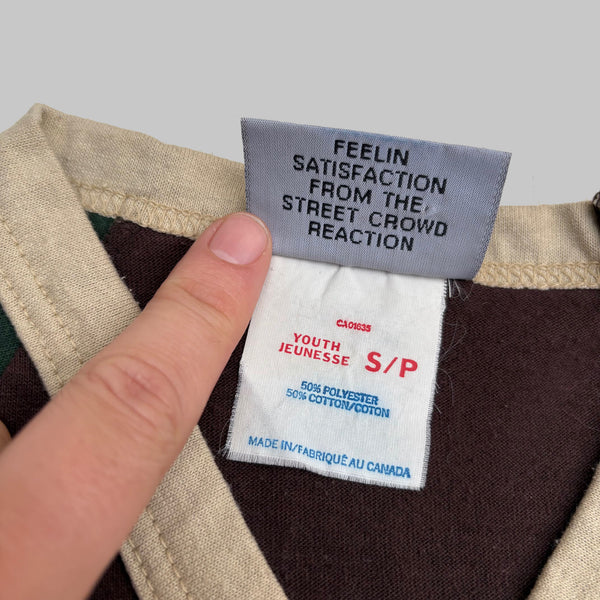 FEELIN
SATISFACTION
FROM THE
STREET CROWD
REACTION
CA01635
YOUTH
JEUNESSE S/P
50% POLYESTER
50% COTTON/COTON
MADE IN/FABRIQUÉ AU CANADA